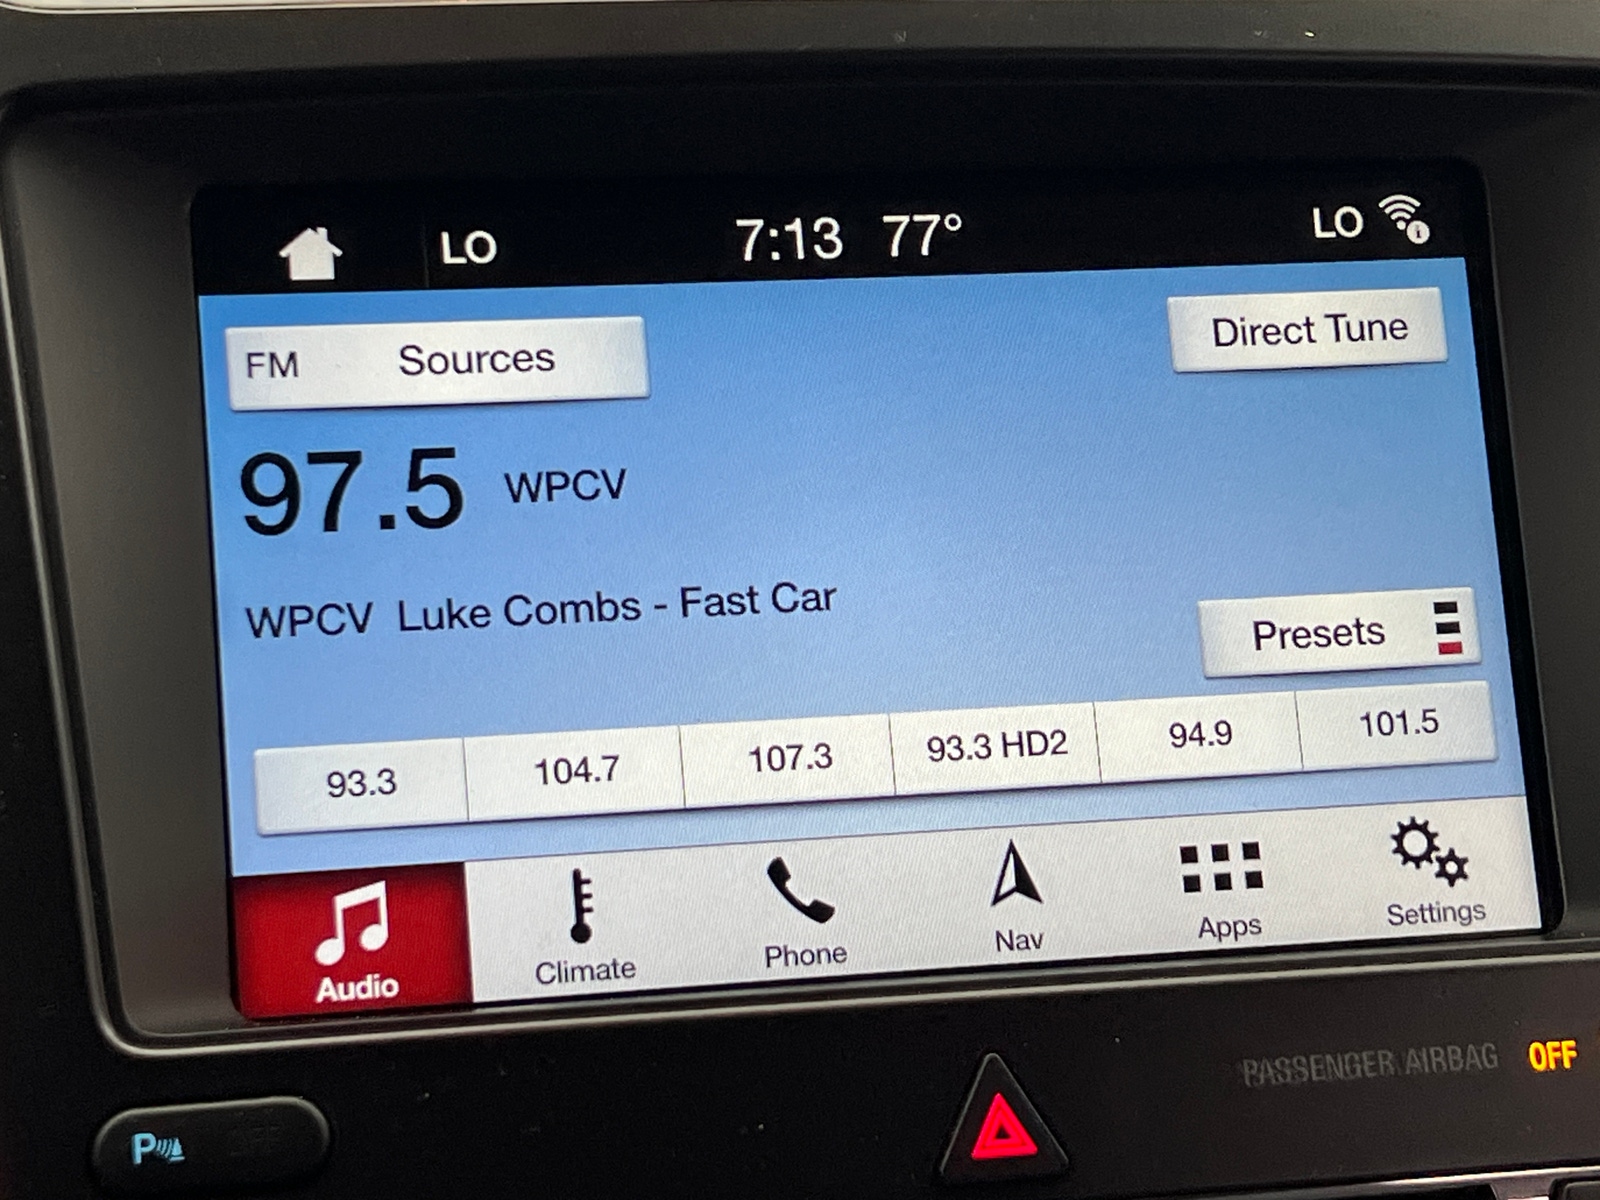 LO 7:13 77° LO
FM Sources Direct Tune
97.5 WPCV
WPCV Luke Combs - Fast Car
Presets
93.3 104.7 107.3 93.3 HD2 94.9 101.5
Audio Climate Phone Nav Apps Settings
PASSENGER AIRBAG OFF
P